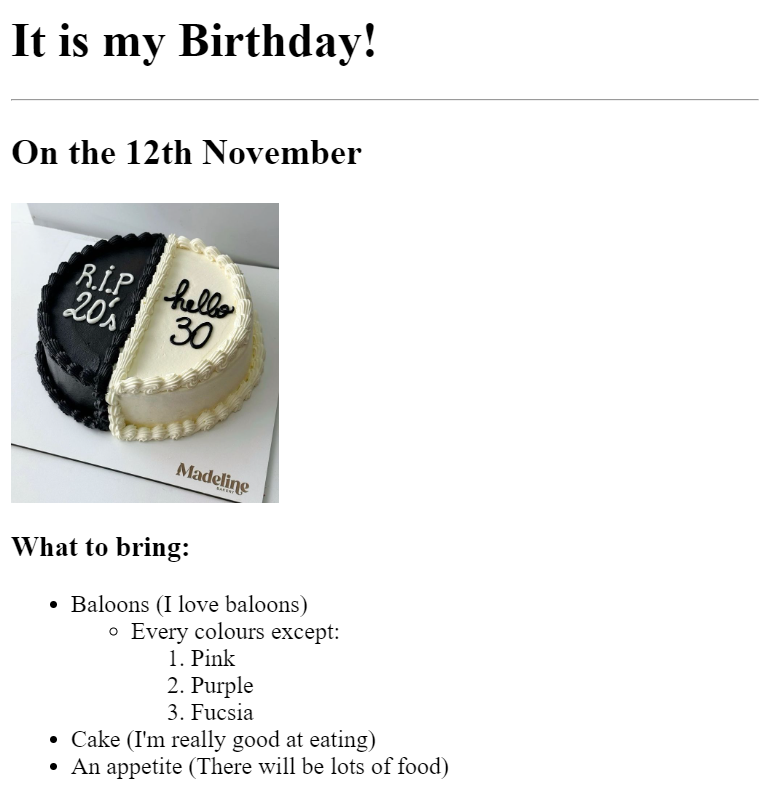 It is my Birthday!
On the 12th November
R.i.P
20's
hello
30
Madeline
BAKERY
What to bring:
• Baloons (I love baloons)
◦ Every colours except:
1. Pink
2. Purple
3. Fucsia
• Cake (I'm really good at eating)
• An appetite (There will be lots of food)